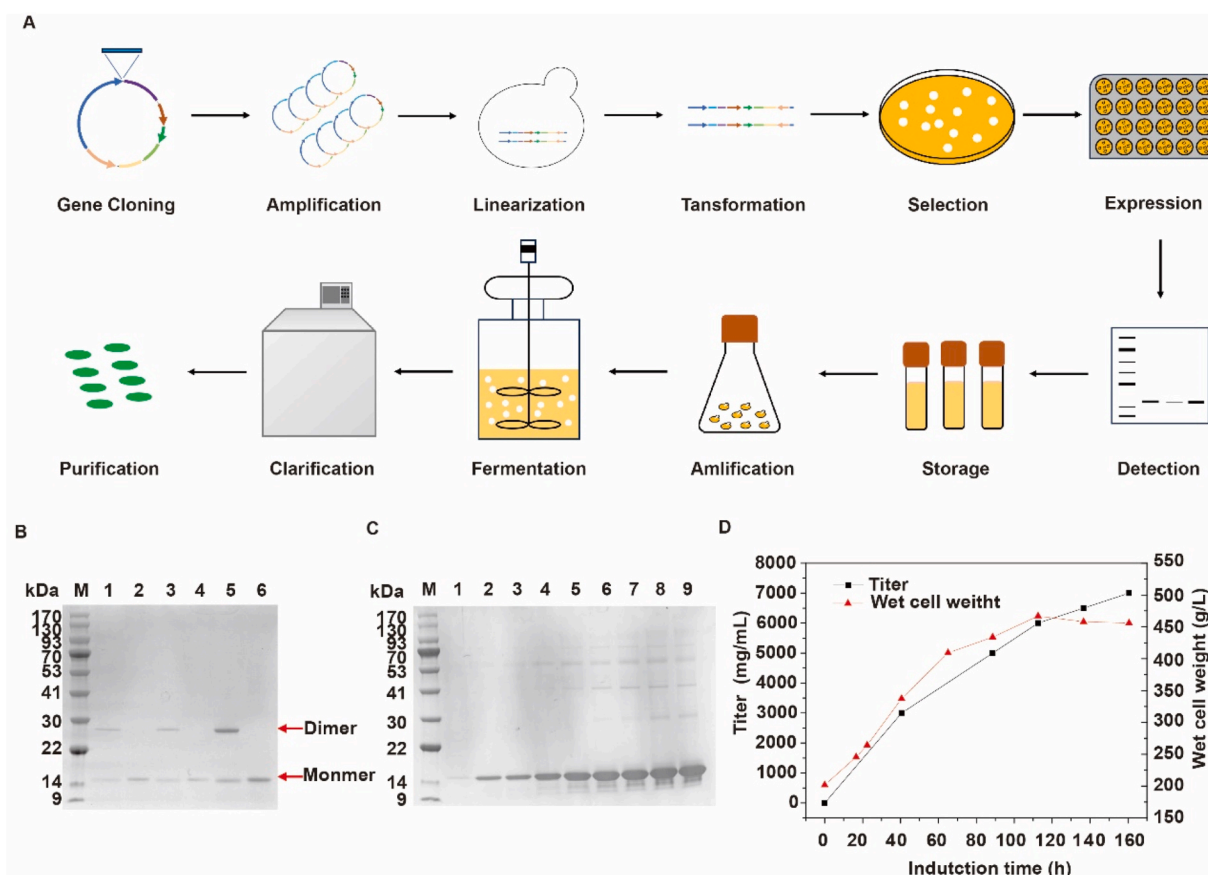 A
Gene Cloning Amplification Linearization Tansformation Selection Expression
Purification Clarification Fermentation Amlification Storage Detection
B
kDa M 1 2 3 4 5 6
170
130
93
70
53
41
30
22
14
9
Dimer
Monmer
C
kDa M 1 2 3 4 5 6 7 8 9
170
130
93
70
53
41
30
22
14
9
D
Titer (mg/mL)
8000
7000
6000
5000
4000
3000
2000
1000
0
Titer
Wet cell weitht
550
500
450
400
350
300
250
200
150
Wet cell weight (g/L)
0 20 40 60 80 100 120 140 160
Indutction time (h)